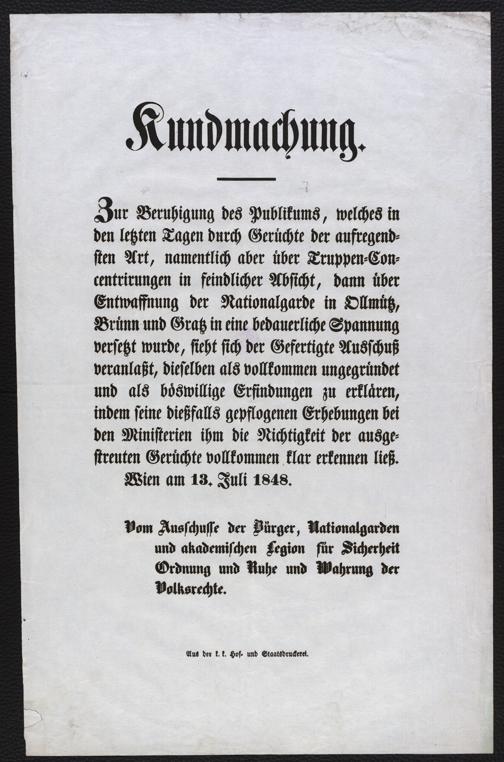 Kundmachung.
Zur Beruhigung des Publikums, welches in
den letzten Tagen durch Gerüchte der aufregend-
sten Art, namentlich aber über Truppen-Con-
centrirungen in feindlicher Absicht, dann über
Entwaffnung der Nationalgarde in Ollmütz,
Brünn und Gratz in eine bedauerliche Spannung
versetzt wurde, sieht sich der Gefertigte Ausschuß
veranlaßt, dieselben als vollkommen ungegründet
und als böswillige Erfindungen zu erklären,
indem seine dießfalls gepflogenen Erhebungen bei
den Ministerien ihm die Nichtigkeit der ausge-
streuten Gerüchte vollkommen klar erkennen ließ.
Wien am 13. Juli 1848.
Vom Ausschusse der Bürger, Nationalgarden
und akademischen Legion für Sicherheit
Ordnung und Ruhe und Wahrung der
Volksrechte.
Aus der k. k. Hof- und Staatsdruckerei.